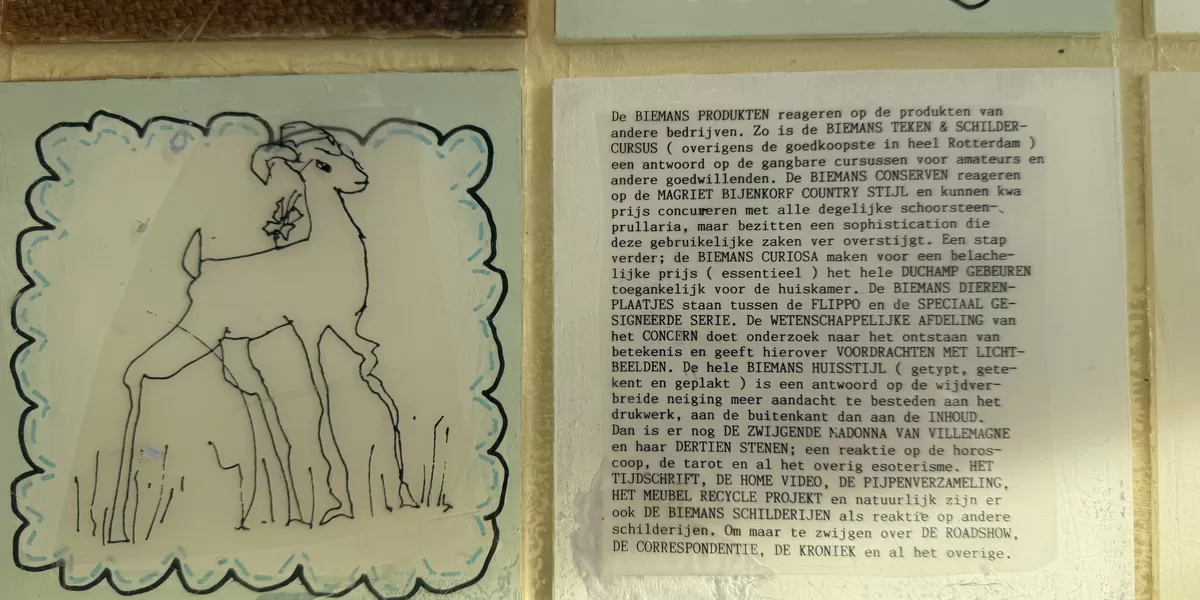 De BIEMANS PRODUKTEN reageren op de produkten van
andere bedrijven. Zo is de BIEMANS TEKEN & SCHILDER-
CURSUS ( overigens de goedkoopste in heel Rotterdam )
een antwoord op de gangbare cursussen voor amateurs en
andere goedwillenden. De BIEMANS CONSERVEN reageren
op de MAGRIET BIJENKORF COUNTRY STIJL en kunnen kwa
prijs concureren met alle degelijke schoorsteen-
prullaria, maar bezitten een sophistication die
deze gebruikelijke zaken ver overstijgt. Een stap
verder; de BIEMANS CURIOSA maken voor een belache-
lijke prijs ( essentieel ) het hele DUCHAMP GEBEUREN
toegankelijk voor de huiskamer. De BIEMANS DIEREN-
PLAATJES staan tussen de FLIPPO en de SPECIAAL GE-
SIGNEERDE SERIE. De WETENSCHAPPELIJKE AFDELING van
het CONCERN doet onderzoek naar het ontstaan van
betekenis en geeft hierover VOORDRACHTEN MET LICHT-
BEELDEN. De hele BIEMANS HUISSTIJL ( getypt, gete-
kent en geplakt ) is een antwoord op de wijdver-
breide neiging meer aandacht te besteden aan het
drukwerk, aan de buitenkant dan aan de INHOUD.
Dan is er nog DE ZWIJGENDE MADONNA VAN VILLEMAGNE
en haar DERTIEN STENEN; een reaktie op de horos-
coop, de tarot en al het overig esoterisme. HET
TIJDSCHRIFT, DE HOME VIDEO, DE PIJPENVERZAMELING,
HET MEUBEL RECYCLE PROJEKT en natuurlijk zijn er
ook DE BIEMANS SCHILDERIJEN als reaktie op andere
schilderijen. Om maar te zwijgen over DE ROADSHOW,
DE CORRESPONDENTIE, DE KRONIEK en al het overige.